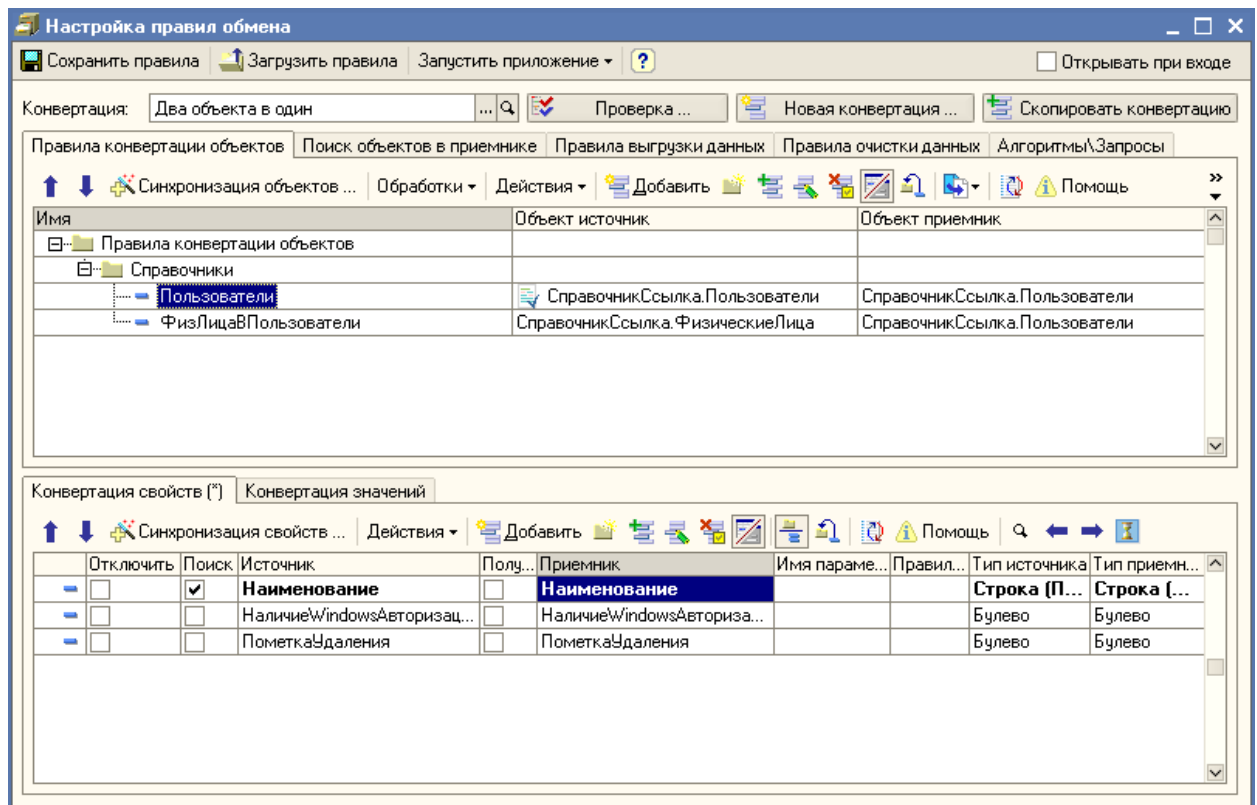 Настройка правил обмена
Сохранить правила Загрузить правила Запустить приложение ? Открывать при входе
Конвертация: Два объекта в один ... Проверка ... Новая конвертация ... Скопировать конвертацию
Правила конвертации объектов Поиск объектов в приемнике Правила выгрузки данных Правила очистки данных Алгоритмы\Запросы
Синхронизация объектов ... Обработки Действия Добавить Помощь »
Имя Объект источник Объект приемник
Правила конвертации объектов
Справочники
Пользователи СправочникСсылка.Пользователи СправочникСсылка.Пользователи
ФизЛицаВПользователи СправочникСсылка.ФизическиеЛица СправочникСсылка.Пользователи
Конвертация свойств (*) Конвертация значений
Синхронизация свойств ... Действия Добавить Помощь
Отключить Поиск Источник Полу... Приемник Имя параме... Правил... Тип источника Тип приемн...
Наименование Наименование Строка (П... Строка (...
НаличиеWindowsАвторизац... НаличиеWindowsАвториза... Булево Булево
ПометкаУдаления ПометкаУдаления Булево Булево